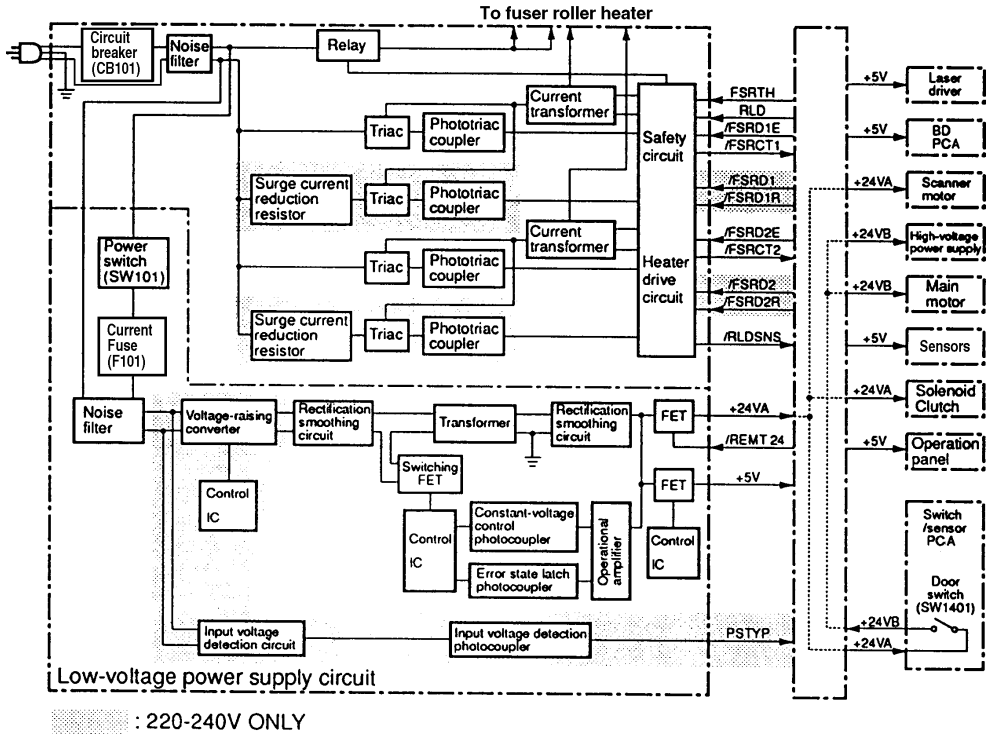 To fuser roller heater
Circuit
breaker
(CB101)
Noise
filter
Relay
Current
transformer
Triac
Phototriac
coupler
Safety
circuit
Surge current
reduction
resistor
Triac
Phototriac
coupler
Current
transformer
Triac
Phototriac
coupler
Heater
drive
circuit
Surge current
reduction
resistor
Triac
Phototriac
coupler
Power
switch
(SW101)
Current
Fuse
(F101)
FSRTH
RLD
/FSRD1E
/FSRCT1
/FSRD1
/FSRD1R
/FSRD2E
/FSRCT2
/FSRD2
/FSRD2R
/RLDSNS
Noise
filter
Voltage-raising
converter
Rectification
smoothing
circuit
Transformer
Rectification
smoothing
circuit
FET
+24VA
/REMT 24
Switching
FET
FET
+5V
Control
IC
Control
IC
Constant-voltage
control
photocoupler
Error state latch
photocoupler
Operational
amplifier
Control
IC
Input voltage
detection circuit
Input voltage detection
photocoupler
PSTYP
Low-voltage power supply circuit
: 220-240V ONLY
+5V
Laser
driver
+5V
BD
PCA
+24VA
Scanner
motor
+24VB
High-voltage
power supply
+24VB
Main
motor
+5V
Sensors
+24VA
Solenoid
Clutch
+5V
Operation
panel
Switch
/sensor
PCA
Door
switch
(SW1401)
+24VB
+24VA